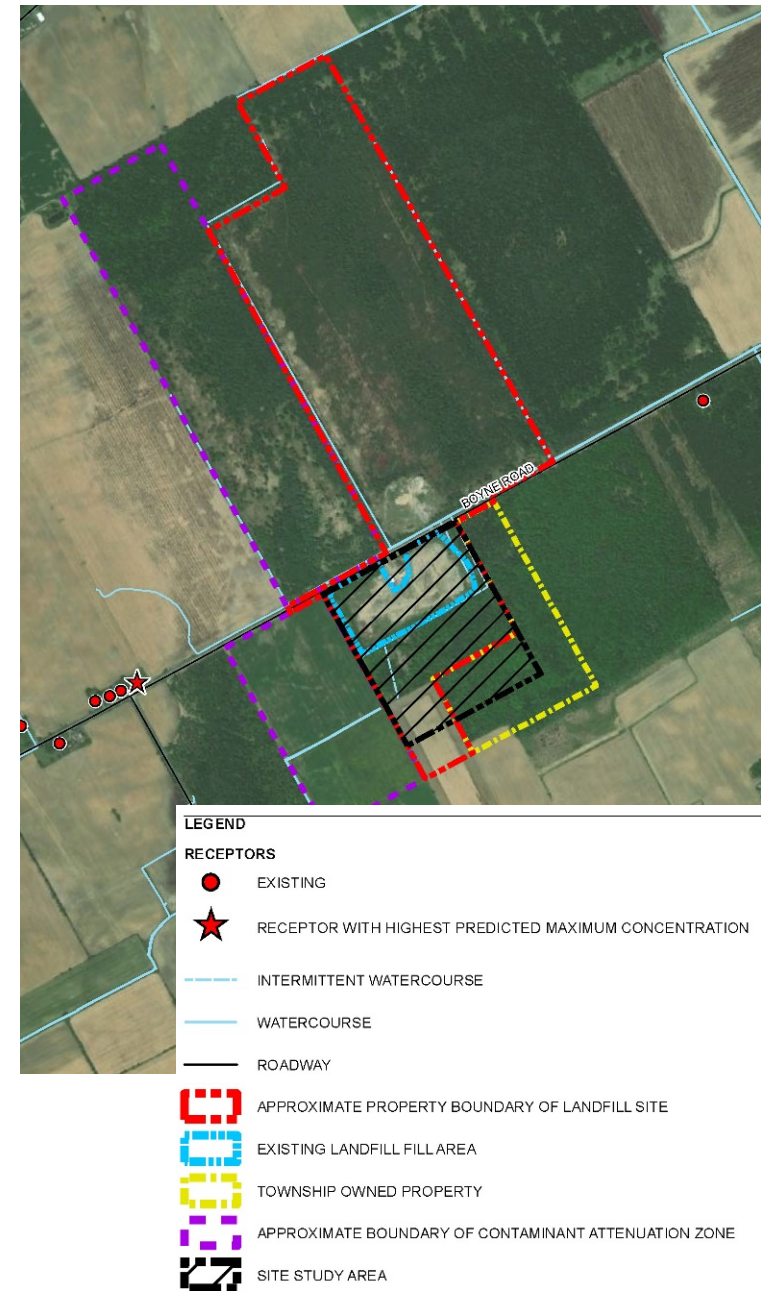 BOYNE ROAD
LEGEND
RECEPTORS
EXISTING
RECEPTOR WITH HIGHEST PREDICTED MAXIMUM CONCENTRATION
INTERMITTENT WATERCOURSE
WATERCOURSE
ROADWAY
APPROXIMATE PROPERTY BOUNDARY OF LANDFILL SITE
EXISTING LANDFILL FILL AREA
TOWNSHIP OWNED PROPERTY
APPROXIMATE BOUNDARY OF CONTAMINANT ATTENUATION ZONE
SITE STUDY AREA